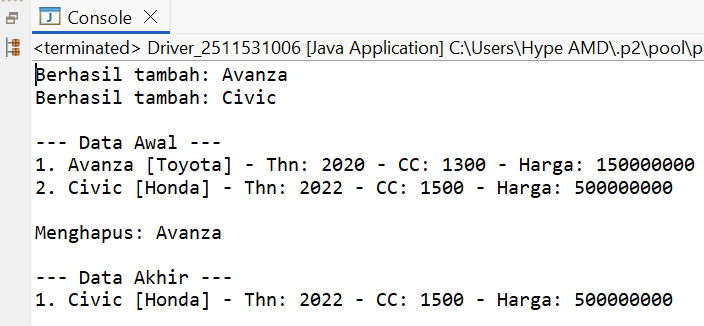 Console
<terminated> Driver_2511531006 [Java Application] C:\Users\Hype AMD\.p2\pool\p
Berhasil tambah: Avanza
Berhasil tambah: Civic
--- Data Awal ---
1. Avanza [Toyota] - Thn: 2020 - CC: 1300 - Harga: 150000000
2. Civic [Honda] - Thn: 2022 - CC: 1500 - Harga: 500000000
Menghapus: Avanza
--- Data Akhir ---
1. Civic [Honda] - Thn: 2022 - CC: 1500 - Harga: 500000000